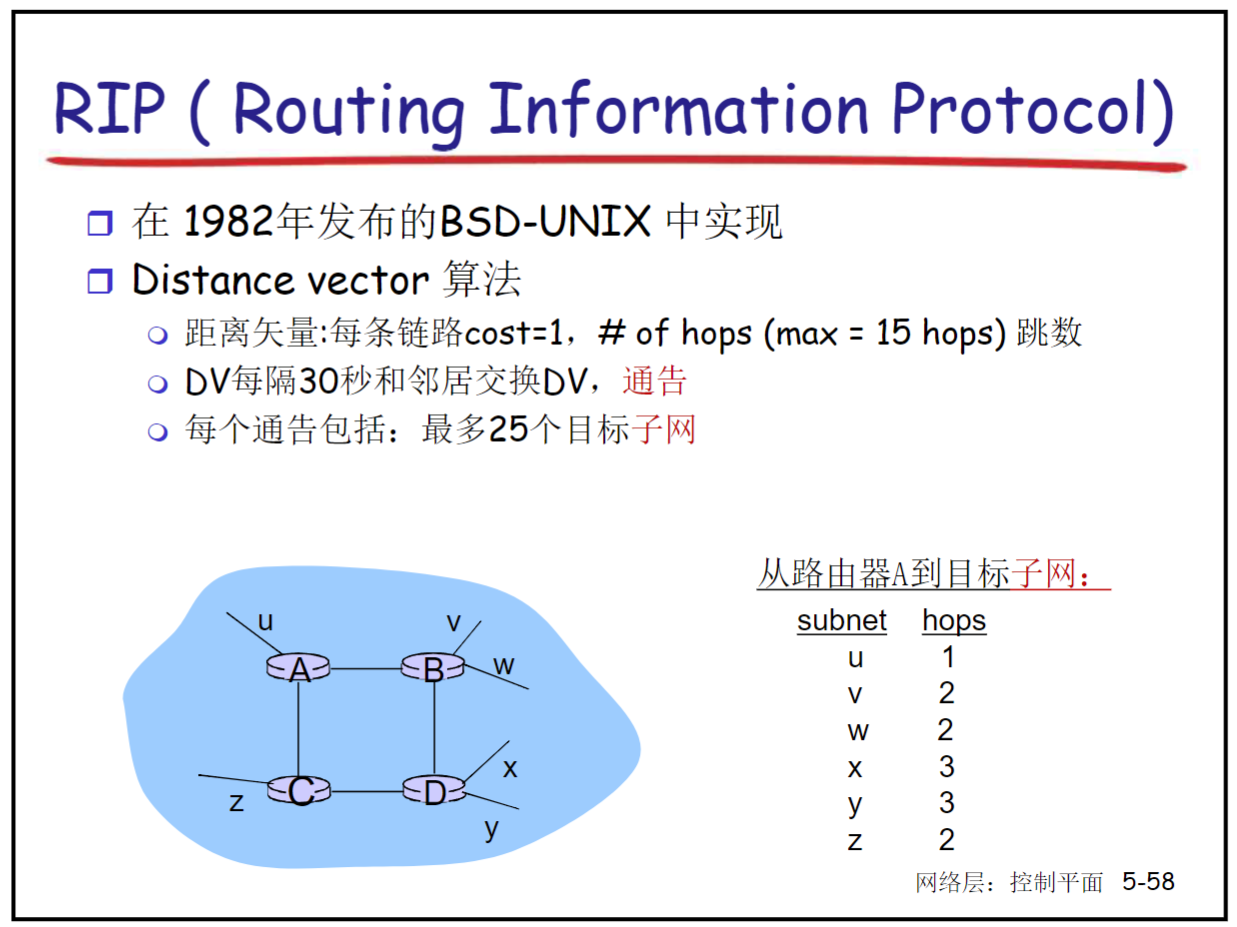 RIP ( Routing Information Protocol)
在 1982年发布的BSD-UNIX 中实现
Distance vector 算法
距离矢量:每条链路cost=1，# of hops (max = 15 hops) 跳数
DV每隔30秒和邻居交换DV，通告
每个通告包括：最多25个目标子网
u
v
A
B
w
C
D
x
z
y
从路由器A到目标子网：
subnet hops
u 1
v 2
w 2
x 3
y 3
z 2
网络层：控制平面 5-58